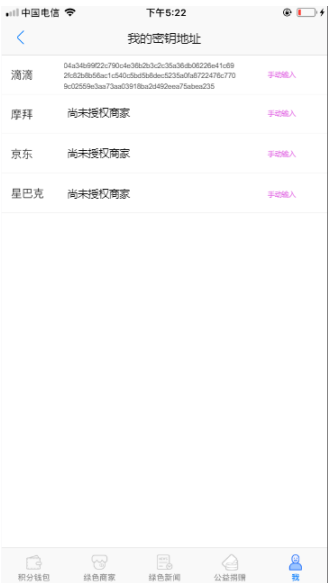 中国电信
下午5:22
我的密钥地址
滴滴
04a34b99f22c790c4e36b2b3c2c35a36db06226e41c69
2fc62b8b56ac1c540c5bd5b6dec5235a0fa6722476c770
9c02559e3aa73aa03918ba2d492eea75abea235
手动输入
摩拜
尚未授权商家
手动输入
京东
尚未授权商家
手动输入
星巴克
尚未授权商家
手动输入
积分钱包
绿色商家
绿色新闻
公益捐赠
我